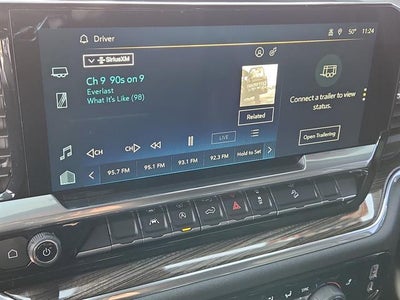 Driver
50°
11:24
SiriusXM
Ch 9 90s on 9
Everlast
What it's Like (98)
Related
Connect a trailer to view
status.
Open Trailering
CH
CH
LIVE
95.7 FM
95.1 FM
93.1 FM
92.3 FM
Hold to Set
SYNC